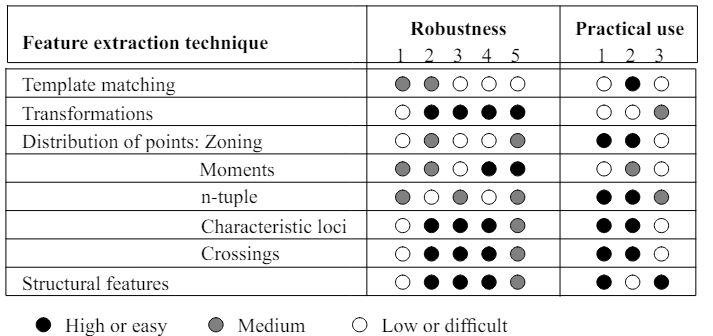 Feature extraction technique Robustness Practical use
1 2 3 4 5 1 2 3
Template matching
Transformations
Distribution of points: Zoning
Moments
n-tuple
Characteristic loci
Crossings
Structural features
High or easy Medium Low or difficult